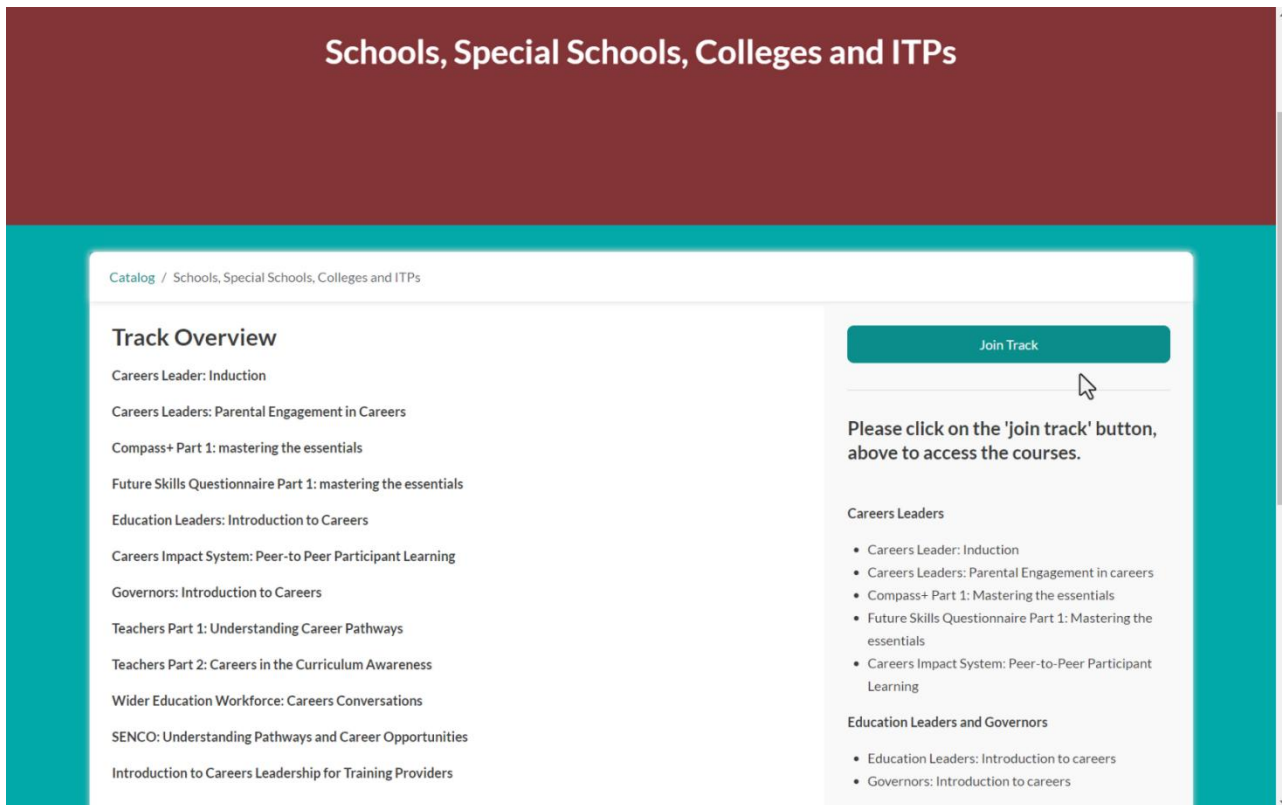 Schools, Special Schools, Colleges and ITPs
Catalog / Schools, Special Schools, Colleges and ITPs
Track Overview
Careers Leader: Induction
Careers Leaders: Parental Engagement in Careers
Compass+ Part 1: mastering the essentials
Future Skills Questionnaire Part 1: mastering the essentials
Education Leaders: Introduction to Careers
Careers Impact System: Peer-to Peer Participant Learning
Governors: Introduction to Careers
Teachers Part 1: Understanding Career Pathways
Teachers Part 2: Careers in the Curriculum Awareness
Wider Education Workforce: Careers Conversations
SENCO: Understanding Pathways and Career Opportunities
Introduction to Careers Leadership for Training Providers
Join Track
Please click on the 'join track' button,
above to access the courses.
Careers Leaders
• Careers Leader: Induction
• Careers Leaders: Parental Engagement in careers
• Compass+ Part 1: Mastering the essentials
• Future Skills Questionnaire Part 1: Mastering the
essentials
• Careers Impact System: Peer-to-Peer Participant
Learning
Education Leaders and Governors
• Education Leaders: Introduction to careers
• Governors: Introduction to careers